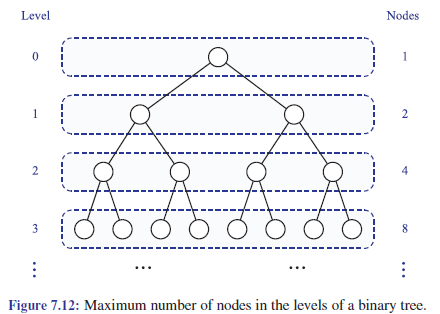 Level Nodes
0 1
1 2
2 4
3 8
... ...
Figure 7.12: Maximum number of nodes in the levels of a binary tree.